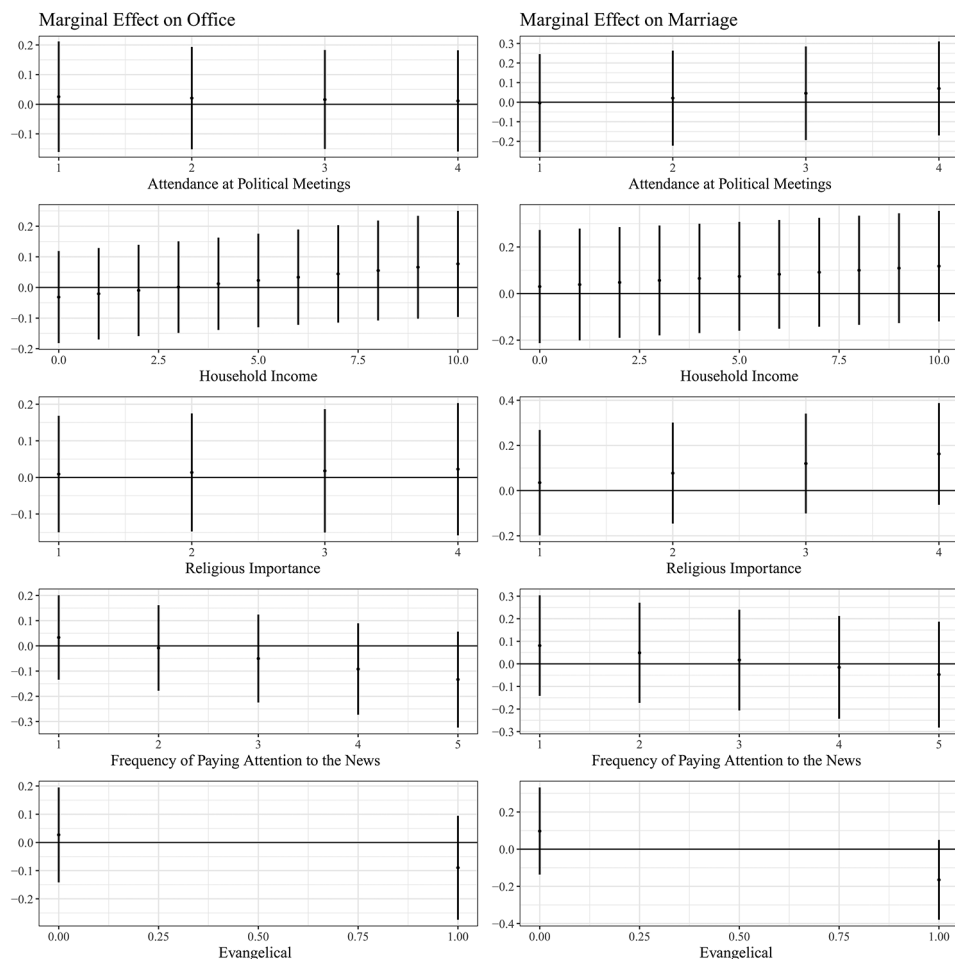 Marginal Effect on Office
0.2
0.1
0.0
−0.1
1 2 3 4
Attendance at Political Meetings
0.2
0.1
0.0
−0.1
−0.2
0.0 2.5 5.0 7.5 10.0
Household Income
0.2
0.1
0.0
−0.1
1 2 3 4
Religious Importance
0.2
0.1
0.0
−0.1
−0.2
−0.3
1 2 3 4 5
Frequency of Paying Attention to the News
0.2
0.1
0.0
−0.1
−0.2
0.00 0.25 0.50 0.75 1.00
Evangelical
Marginal Effect on Marriage
0.3
0.2
0.1
0.0
−0.1
−0.2
1 2 3 4
Attendance at Political Meetings
0.2
0.0
−0.2
0.0 2.5 5.0 7.5 10.0
Household Income
0.4
0.2
0.0
−0.2
1 2 3 4
Religious Importance
0.3
0.2
0.1
0.0
−0.1
−0.2
−0.3
1 2 3 4 5
Frequency of Paying Attention to the News
0.2
0.0
−0.2
−0.4
0.00 0.25 0.50 0.75 1.00
Evangelical